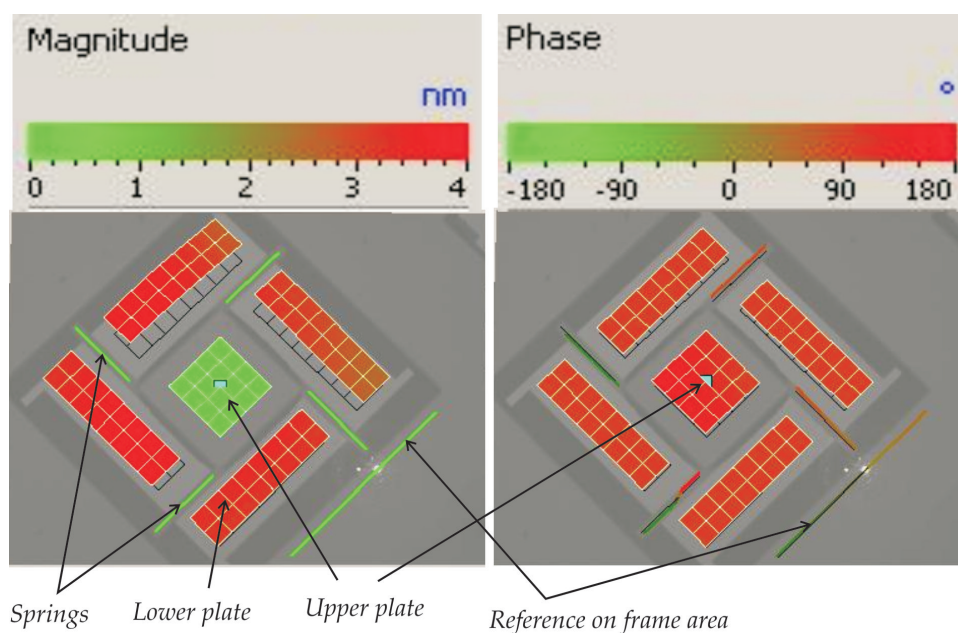 Magnitude
nm
0 1 2 3 4
Phase
°
-180 -90 0 90 180
Springs
Lower plate
Upper plate
Reference on frame area